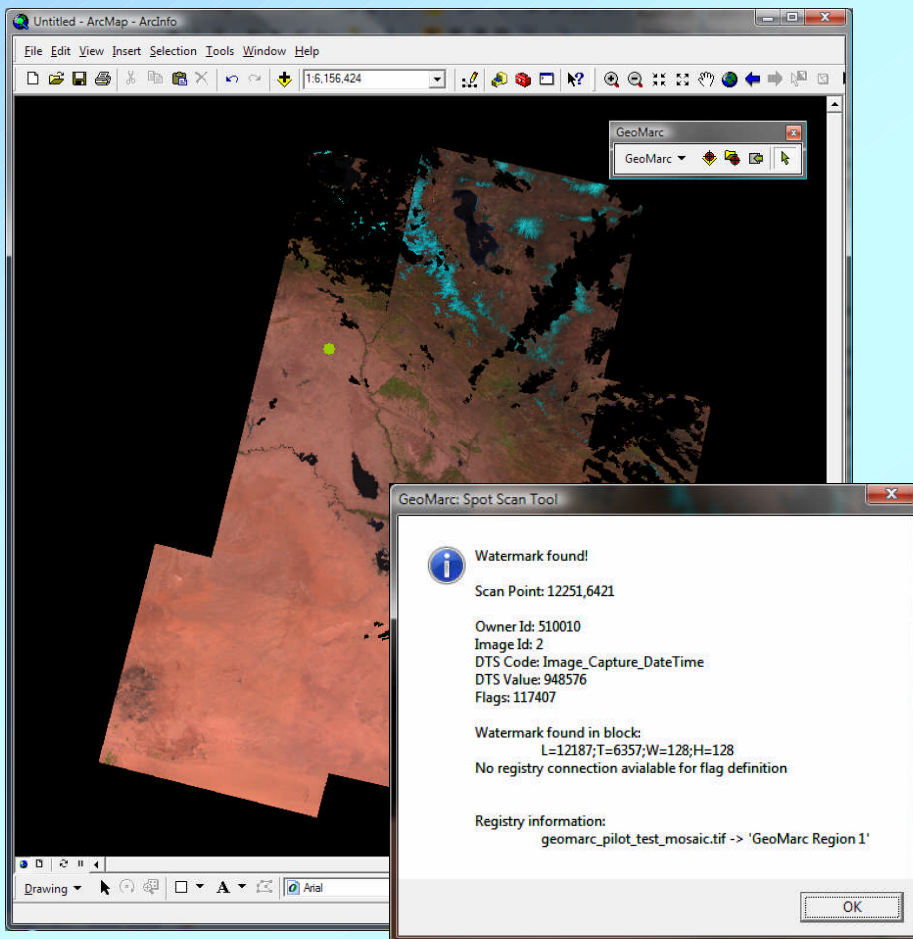 Untitled - ArcMap - ArcInfo
File Edit View Insert Selection Tools Window Help
1:6,156,424
GeoMarc
GeoMarc
GeoMarc: Spot Scan Tool
Watermark found!
Scan Point: 12251,6421
Owner Id: 510010
Image Id: 2
DTS Code: Image_Capture_DateTime
DTS Value: 948576
Flags: 117407
Watermark found in block:
L=12187;T=6357;W=128;H=128
No registry connection avialable for flag definition
Registry information:
geomarc_pilot_test_mosaic.tif -> 'GeoMarc Region 1'
OK
Drawing
A
Arial